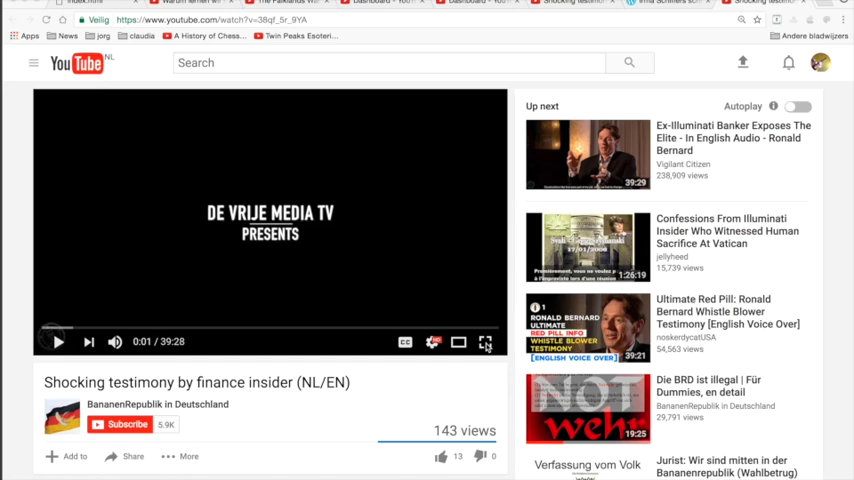 Veilig https://www.youtube.com/watch?v=38qf_5r_9YA
Apps News jorg claudia A History of Chess... Twin Peaks Esoteri... Andere bladwijzers
YouTube NL
Search
DE VRIJE MEDIA TV
PRESENTS
0:01 / 39:28
CC
HD
Shocking testimony by finance insider (NL/EN)
BananenRepublik in Deutschland
Subscribe 5.9K
143 views
Add to Share More 13 0
Up next Autoplay
Ex-Illuminati Banker Exposes The
Elite - In English Audio - Ronald
Bernard
Vigilant Citizen
238,909 views
39:29
Confessions From Illuminati
Insider Who Witnessed Human
Sacrifice At Vatican
jellyheed
15,739 views
17/01/2006
1:26:19
Ultimate Red Pill: Ronald
Bernard Whistle Blower
Testimony [English Voice Over]
noskerdycatUSA
54,563 views
RONALD BERNARD
ULTIMATE
RED PILL INFO
WHISTLE BLOWER
TESTIMONY
[ENGLISH VOICE OVER]
39:21
Die BRD ist illegal | Für
Dummies, en detail
BananenRepublik in Deutschland
29,791 views
wehr
19:25
Jurist: Wir sind mitten in der
Bananenrepublik (Wahlbetrug)
Verfassung vom Volk